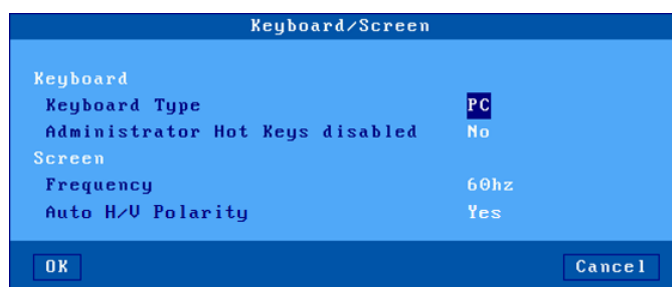 Keyboard/Screen
Keyboard
Keyboard Type PC
Administrator Hot Keys disabled No
Screen
Frequency 60hz
Auto H/V Polarity Yes
OK Cancel